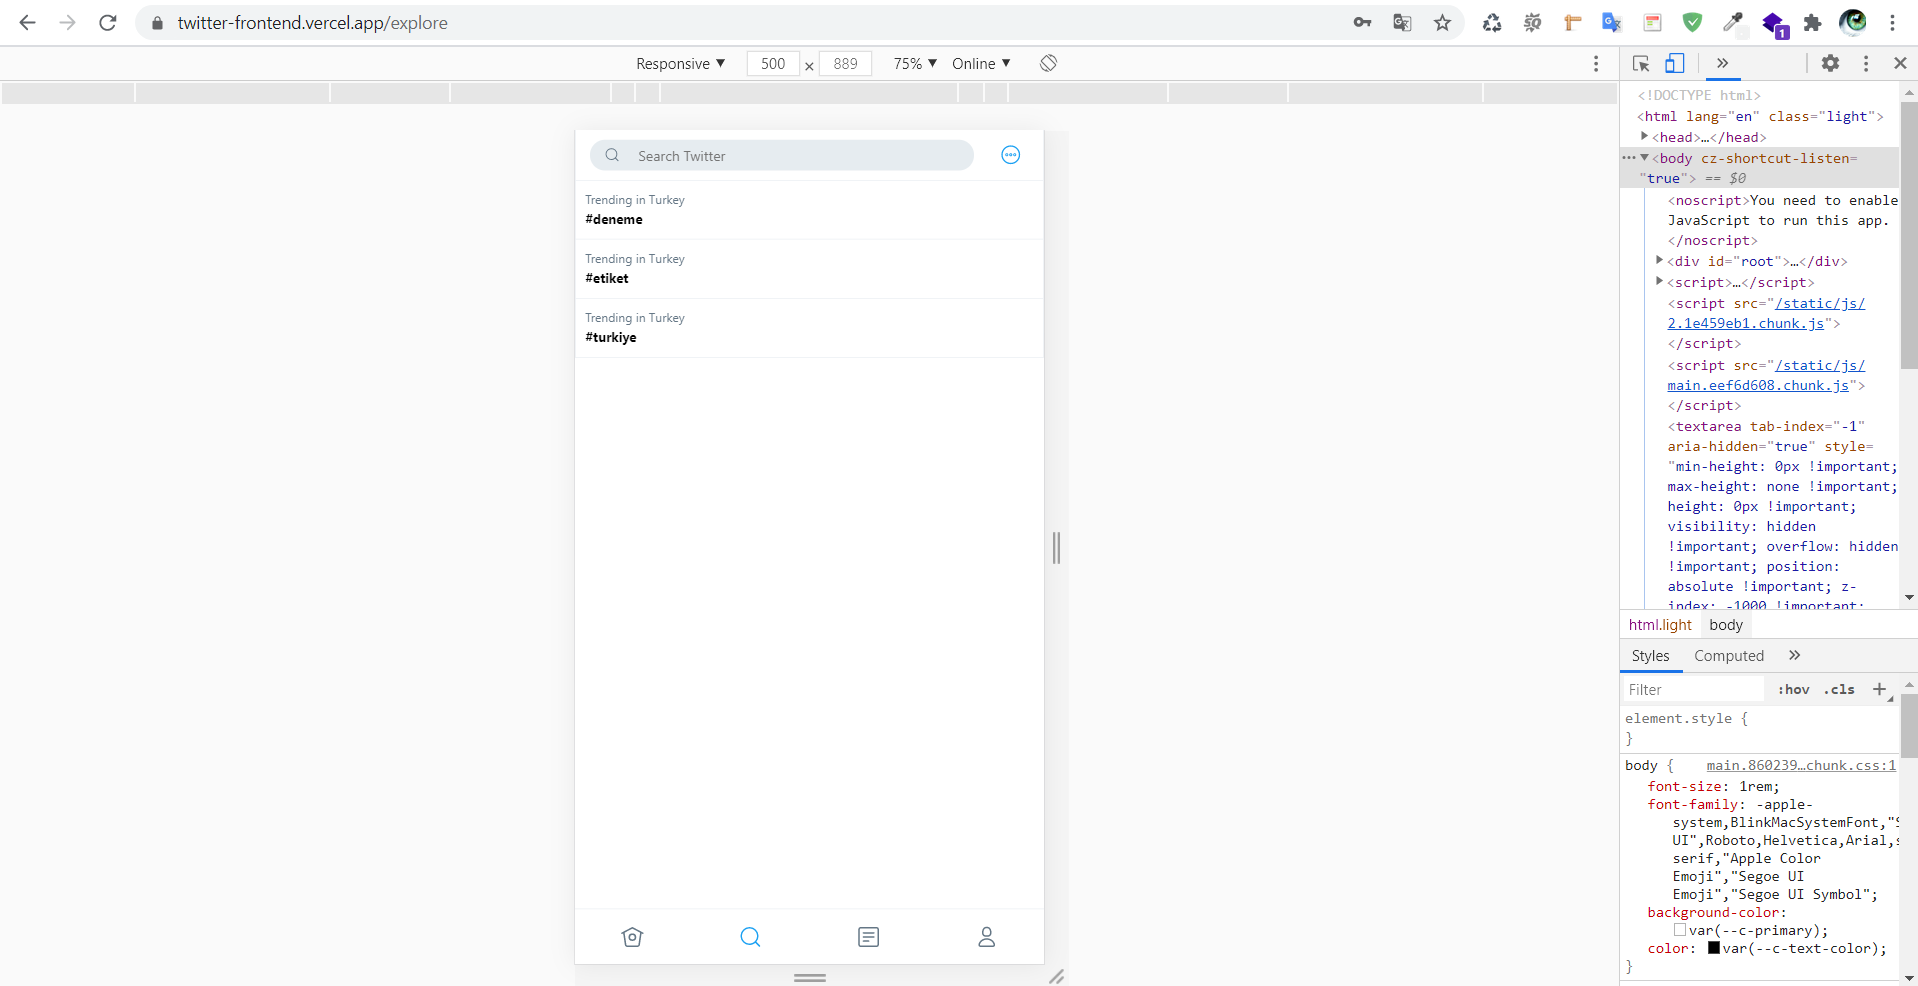 twitter-frontend.vercel.app/explore
1
Responsive ▼ 500 × 889 75% ▼ Online ▼
Search Twitter
Trending in Turkey
#deneme
Trending in Turkey
#etiket
Trending in Turkey
#turkiye
<!DOCTYPE html>
<html lang="en" class="light">
<head>…</head>
<body cz-shortcut-listen=
"true"> == $0
<noscript>You need to enable
JavaScript to run this app.
</noscript>
<div id="root">…</div>
<script>…</script>
<script src="/static/js/
2.1e459eb1.chunk.js">
</script>
<script src="/static/js/
main.eef6d608.chunk.js">
</script>
<textarea tab-index="-1"
aria-hidden="true" style=
"min-height: 0px !important;
max-height: none !important;
height: 0px !important;
visibility: hidden
!important; overflow: hidden
!important; position:
absolute !important; z-
index: -1000 !important;
html.light body
Styles Computed »
Filter :hov .cls +
element.style {
}
body { main.860239…chunk.css:1
font-size: 1rem;
font-family: -apple-
system,BlinkMacSystemFont,"S
UI",Roboto,Helvetica,Arial,s
serif,"Apple Color
Emoji","Segoe UI
Emoji","Segoe UI Symbol";
background-color:
var(--c-primary);
color: var(--c-text-color);
}